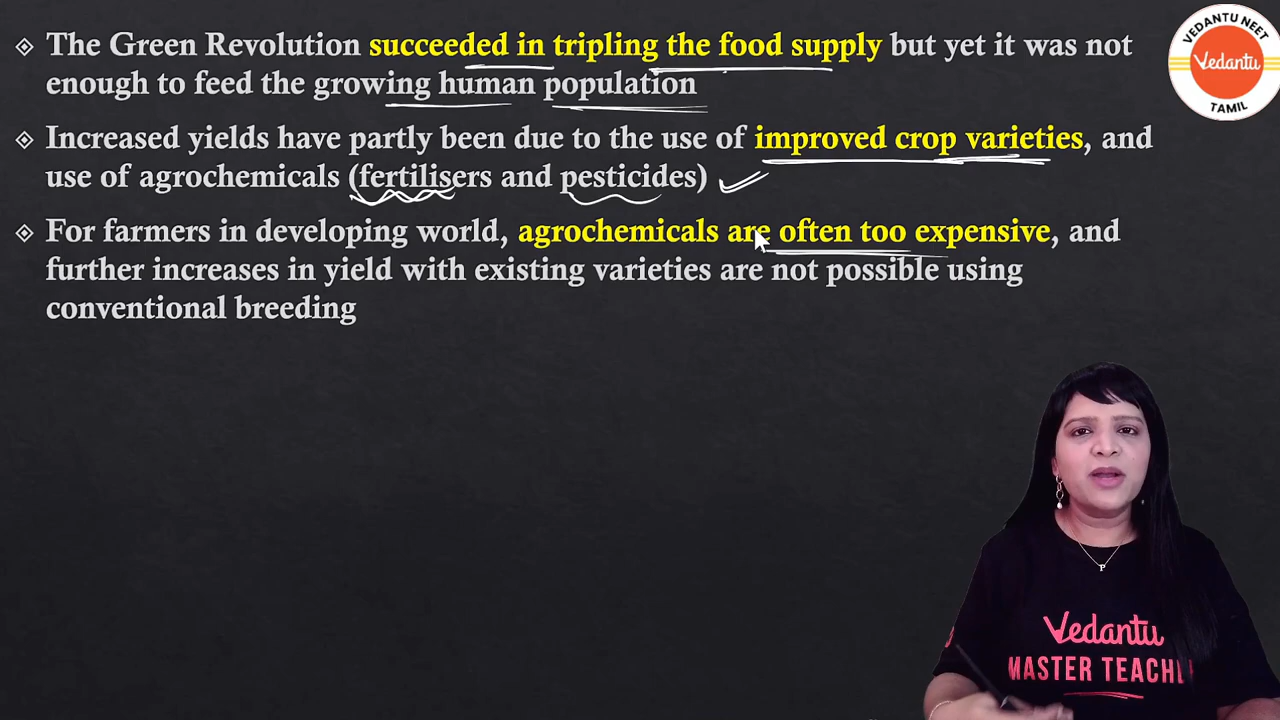 The Green Revolution succeeded in tripling the food supply but yet it was not
enough to feed the growing human population
Increased yields have partly been due to the use of improved crop varieties, and
use of agrochemicals (fertilisers and pesticides)
For farmers in developing world, agrochemicals are often too expensive, and
further increases in yield with existing varieties are not possible using
conventional breeding
VEDANTU NEET
Vedantu
TAMIL
P
Vedantu
MASTER TEACHE